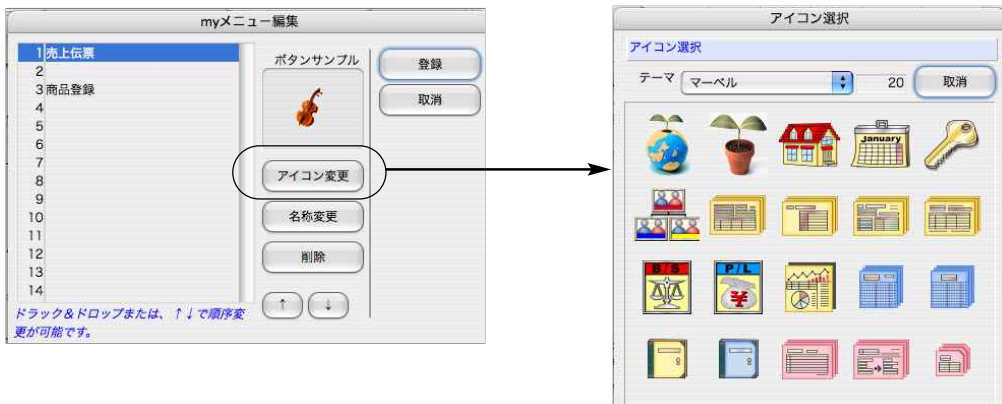 myメニュー編集
1 売上伝票
2
3 商品登録
4
5
6
7
8
9
10
11
12
13
14
ドラック&ドロップまたは、↑↓で順序変
更が可能です。
ボタンサンプル
アイコン変更
名称変更
削除
↑ ↓
登録
取消
アイコン選択
アイコン選択
テーマ マーベル 20 取消
January
B/S P/L
¥